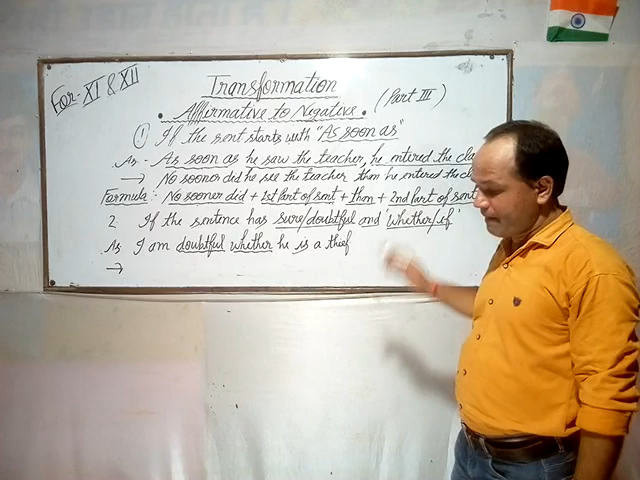 For- XI & XII
Transformation
• Affirmative to Negative • (Part III)
① If the sent starts with "As soon as"
As - As soon as he saw the teacher, he entered the cla
→ No sooner did he see the teacher than he entered the cl
Formula:- No sooner did + 1st Part of sent + than + 2nd Part of sent
2. If the sentence has sure/doubtful and 'whether/if'
As I am doubtful whether he is a thief
→